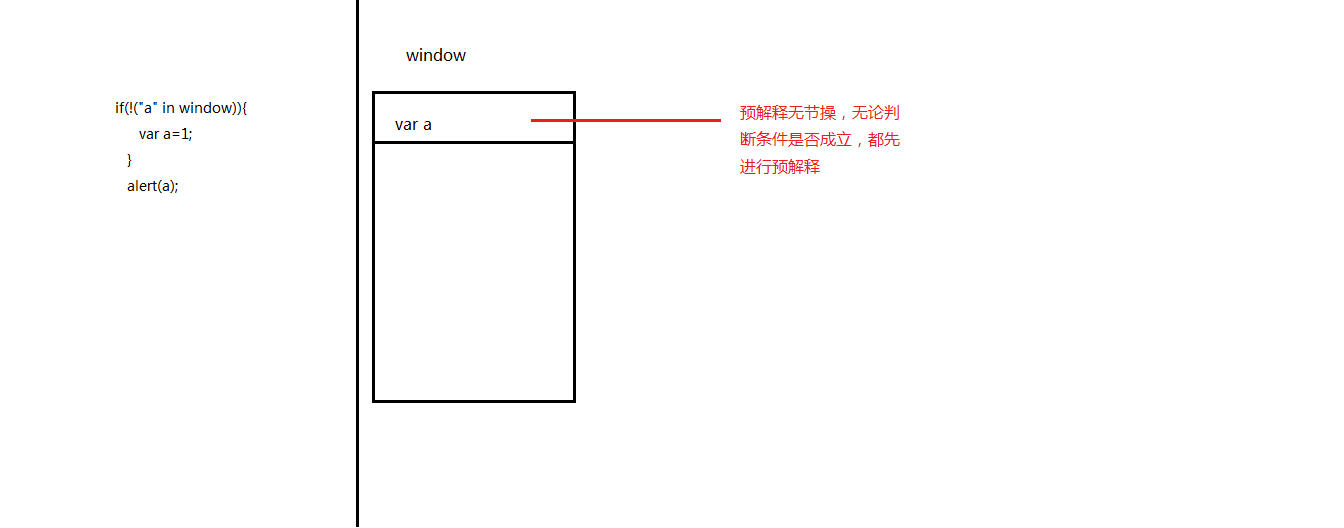 if(!("a" in window)){
var a=1;
}
alert(a);
window
var a
预解释无节操，无论判
断条件是否成立，都先
进行预解释